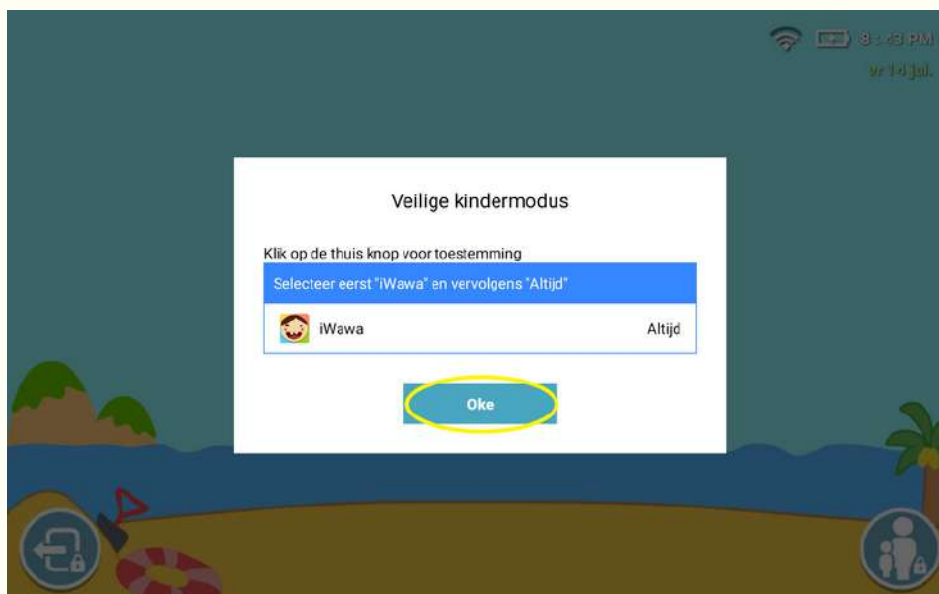 8:43 PM
vr 14 jul.
Veilige kindermodus
Klik op de thuis knop voor toestemming
Selecteer eerst "iWawa" en vervolgens "Altijd"
iWawa Altijd
Oke